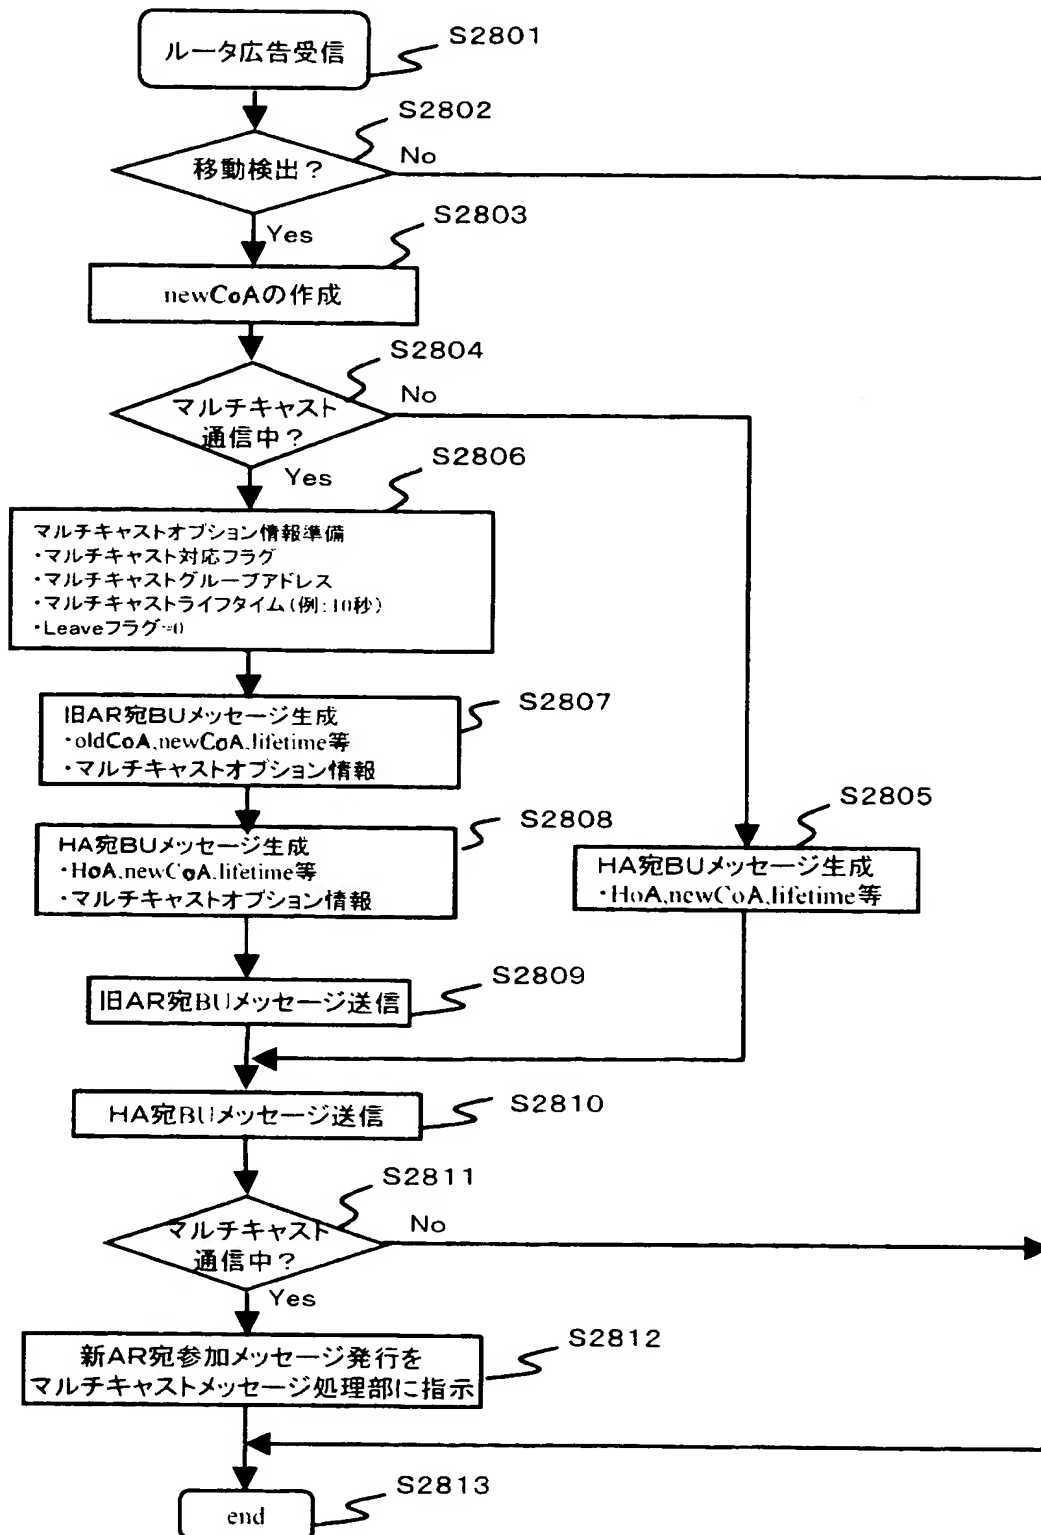 ルータ広告受信
S2801
S2802
移動検出?
No
Yes
S2803
newCoAの作成
S2804
マルチキャスト
通信中?
No
Yes
S2806
マルチキャストオプション情報準備
・マルチキャスト対応フラグ
・マルチキャストグループアドレス
・マルチキャストライフタイム(例:10秒)
・Leaveフラグ=0
旧AR宛BUメッセージ生成
・oldCoA,newCoA,lifetime等
・マルチキャストオプション情報
S2807
HA宛BUメッセージ生成
・HoA,newCoA,lifetime等
・マルチキャストオプション情報
S2808
S2805
HA宛BUメッセージ生成
・HoA,newCoA,lifetime等
旧AR宛BUメッセージ送信
S2809
HA宛BUメッセージ送信
S2810
S2811
マルチキャスト
通信中?
No
Yes
新AR宛参加メッセージ発行を
マルチキャストメッセージ処理部に指示
S2812
end
S2813